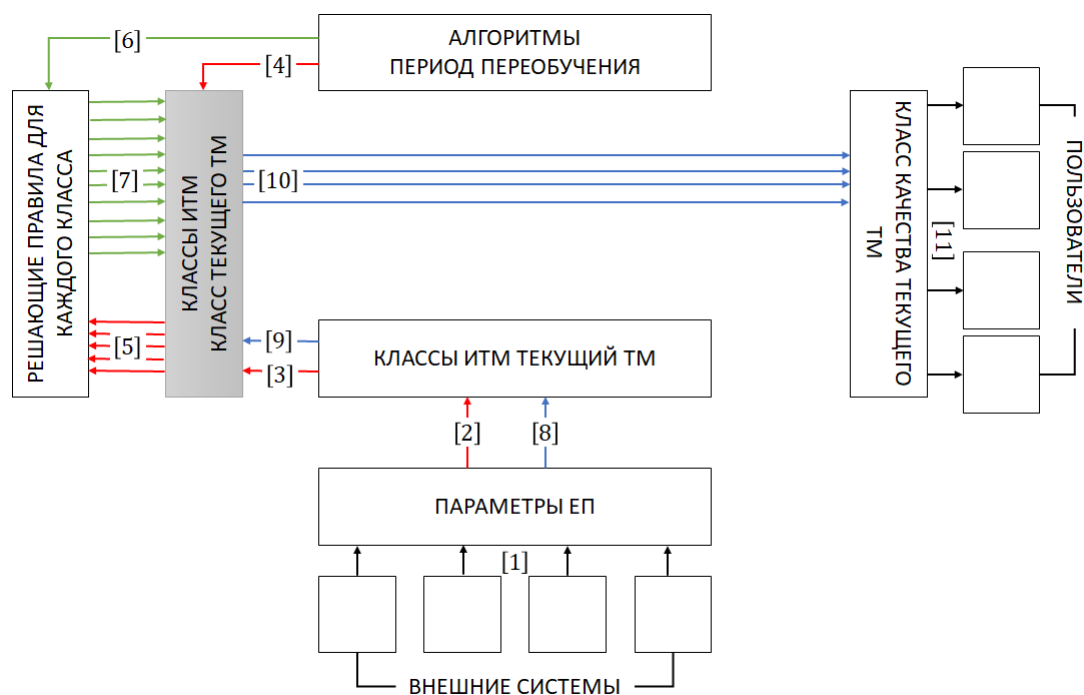 [6]
АЛГОРИТМЫ
ПЕРИОД ПЕРЕОБУЧЕНИЯ
[4]
РЕШАЮЩИЕ ПРАВИЛА ДЛЯ
КАЖДОГО КЛАССА
[7]
КЛАССЫ ИТМ
КЛАСС ТЕКУЩЕГО ТМ
[10]
КЛАСС КАЧЕСТВА ТЕКУЩЕГО
ТМ
[11]
ПОЛЬЗОВАТЕЛИ
[5]
[9]
[3]
КЛАССЫ ИТМ ТЕКУЩИЙ ТМ
[2]
[8]
ПАРАМЕТРЫ ЕП
[1]
ВНЕШНИЕ СИСТЕМЫ